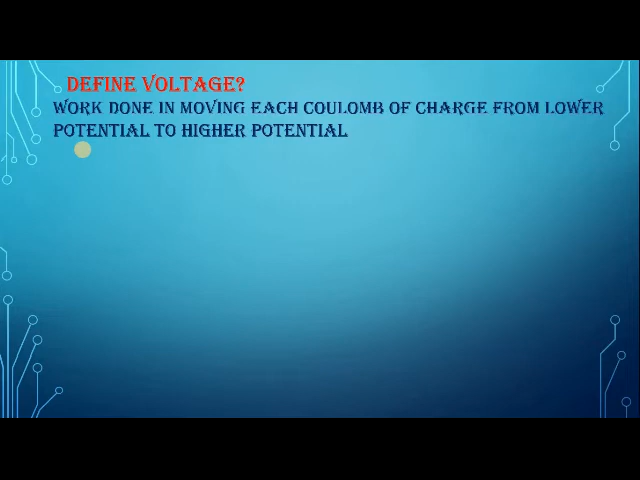 DEFINE VOLTAGE?
WORK DONE IN MOVING EACH COULOMB OF CHARGE FROM LOWER
POTENTIAL TO HIGHER POTENTIAL